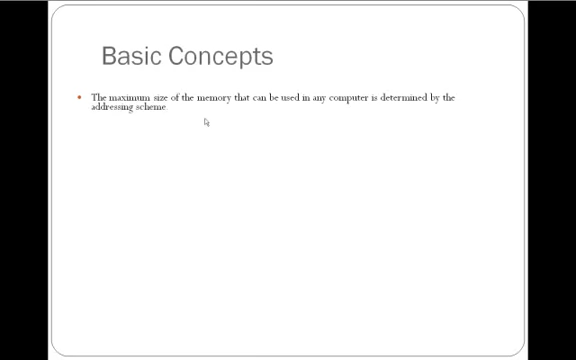 Basic Concepts
• The maximum size of the memory that can be used in any computer is determined by the
addressing scheme.